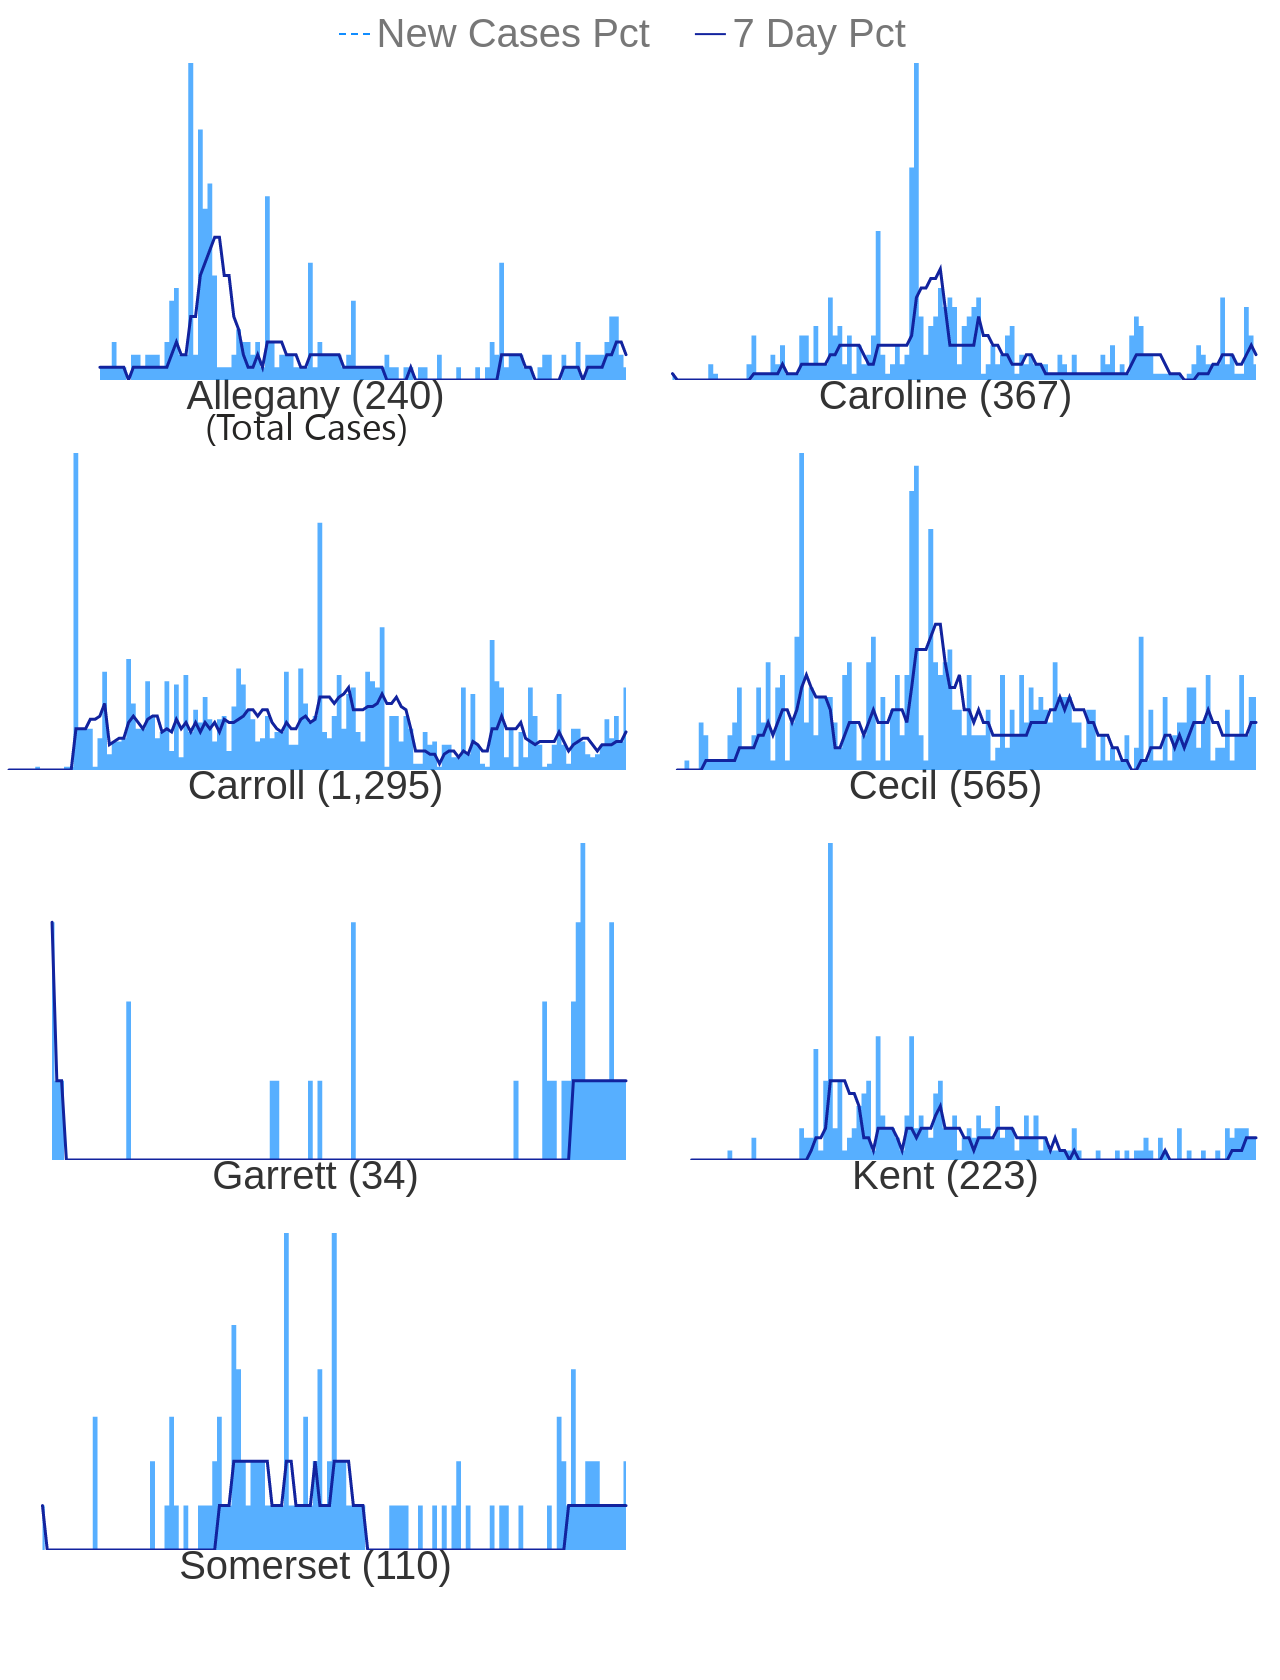 New Cases Pct 7 Day Pct
Allegany (240) Caroline (367)
(Total Cases)
Carroll (1,295) Cecil (565)
Garrett (34) Kent (223)
Somerset (110)